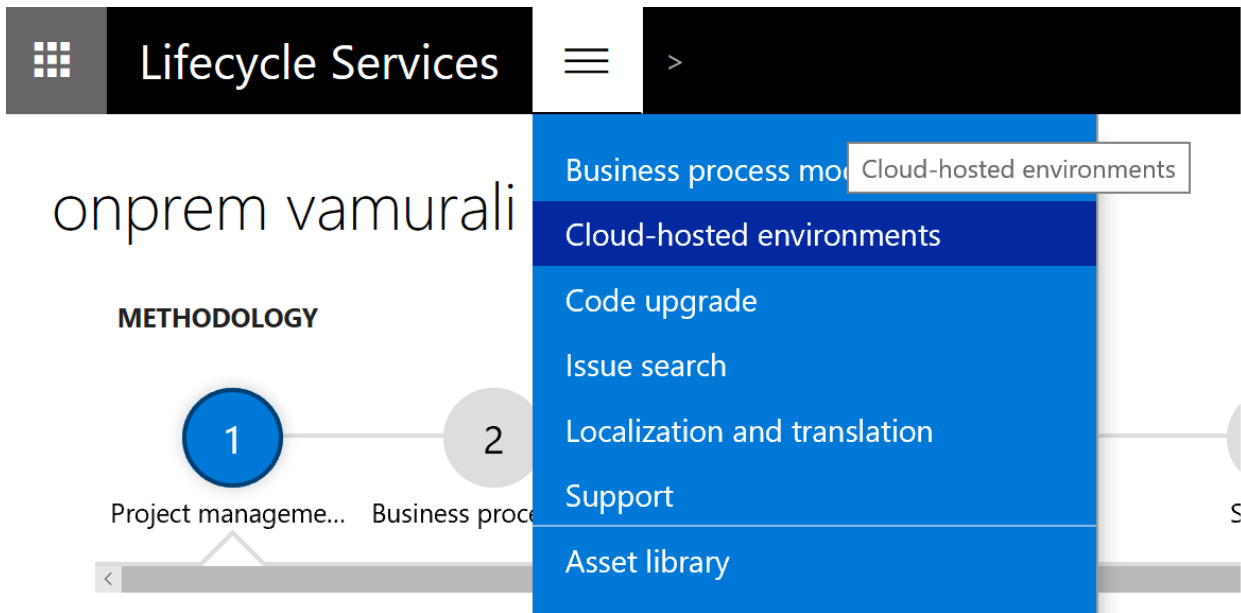 Lifecycle Services >
Business process mo
Cloud-hosted environments
onprem vamurali
Cloud-hosted environments
Code upgrade
METHODOLOGY
Issue search
1
2
Localization and translation
Project manageme...
Business proce
Support
S
Asset library
<